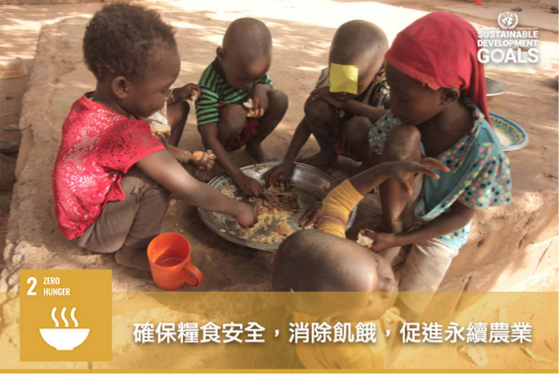 SUSTAINABLE
DEVELOPMENT
GOALS
2 ZERO
HUNGER
確保糧食安全，消除飢餓，促進永續農業